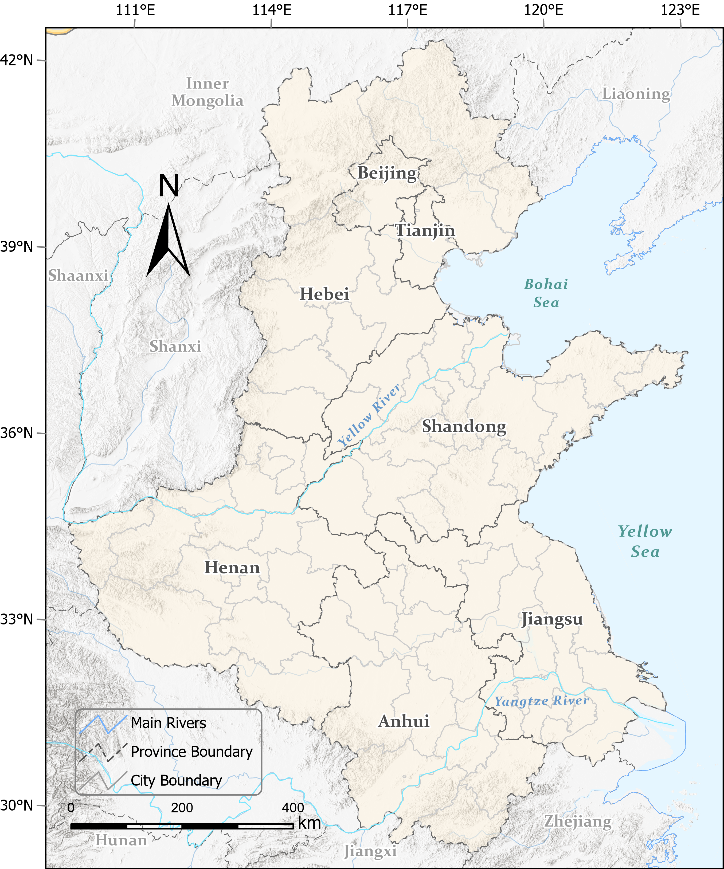 111°E 114°E 117°E 120°E 123°E
42°N
Inner
Mongolia
Liaoning
Beijing
N
Tianjin
39°N
Shaanxi
Hebei
Bohai
Sea
Shanxi
Yellow River
Shandong
36°N
Yellow
Sea
Henan
33°N
Jiangsu
Yangtze River
Anhui
Main Rivers
Province Boundary
City Boundary
30°N
0 200 400
km
Zhejiang
Hunan
Jiangxi